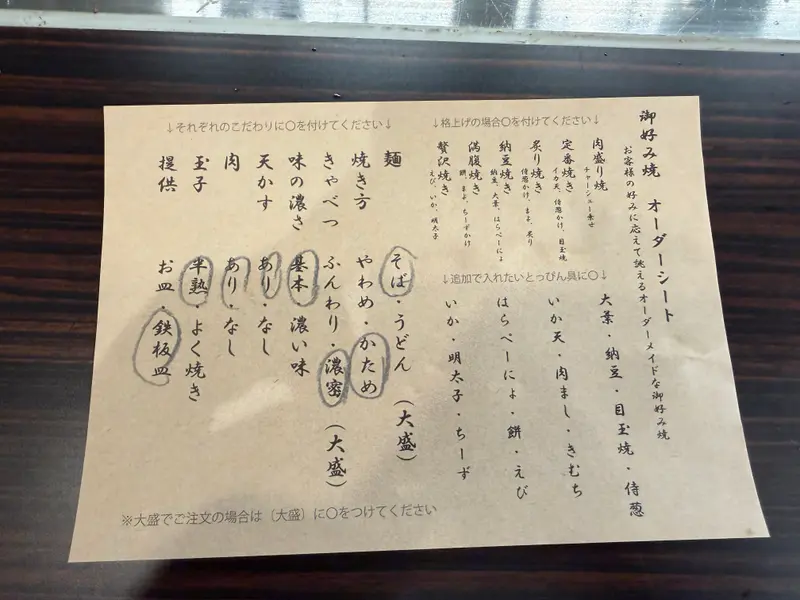 御好み焼　オーダーシート
お客様の好みに応えて誂えるオーダーメイドな御好み焼
↓格上げの場合〇を付けてください↓
肉盛り焼
チャーシュー乗せ
定番焼き
イカ天、侍葱かけ、目玉焼
炙り焼き
侍葱かけ、まよ、炙り
納豆焼き
納豆、大葉、はらぺーにょ
満腹焼き
餅、まよ、ちーずかけ
贅沢焼き
えび、いか、明太子
↓追加で入れたいとっぴん具に〇↓
大葉・納豆・目玉焼・侍葱
いか天・肉まし・きむち
はらぺーにょ・餅・えび
いか・明太子・ちーず
↓それぞれのこだわりに〇を付けてください↓
麺　そば・うどん（大盛）
焼き方　やわめ・かため
きゃべつ　ふんわり・濃密（大盛）
味の濃さ　基本・濃い味
天かす　あり・なし
肉　あり・なし
玉子　半熟・よく焼き
提供　お皿・鉄板皿
※大盛でご注文の場合は（大盛）に〇をつけてください